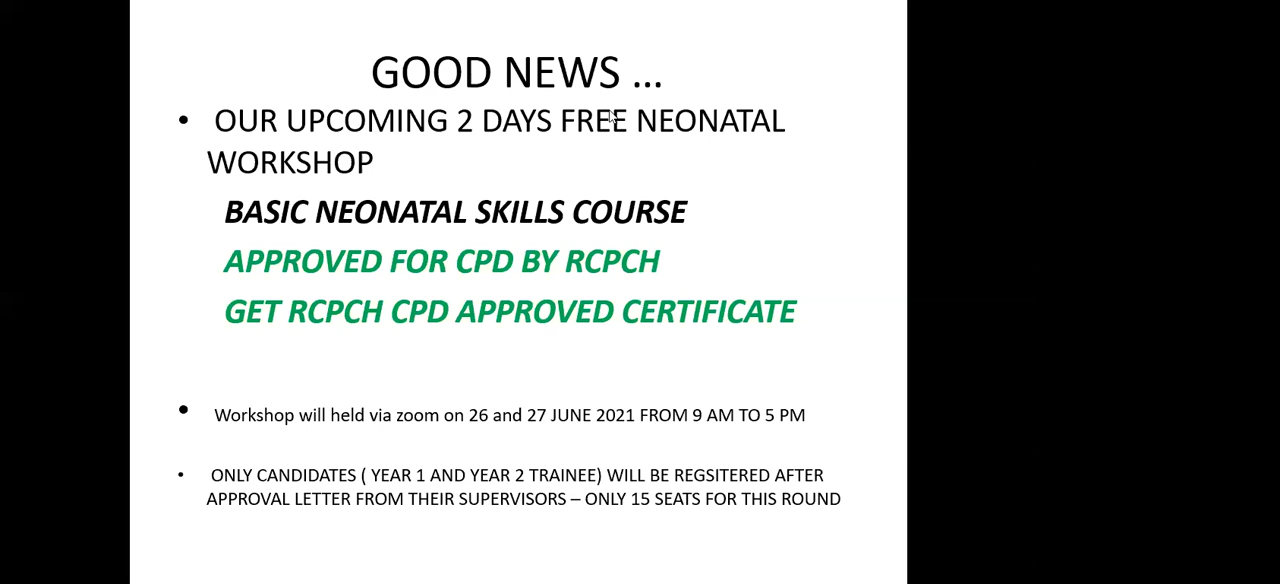 GOOD NEWS ...
• OUR UPCOMING 2 DAYS FREE NEONATAL
WORKSHOP
BASIC NEONATAL SKILLS COURSE
APPROVED FOR CPD BY RCPCH
GET RCPCH CPD APPROVED CERTIFICATE
• Workshop will held via zoom on 26 and 27 JUNE 2021 FROM 9 AM TO 5 PM
• ONLY CANDIDATES ( YEAR 1 AND YEAR 2 TRAINEE) WILL BE REGSITERED AFTER
APPROVAL LETTER FROM THEIR SUPERVISORS – ONLY 15 SEATS FOR THIS ROUND